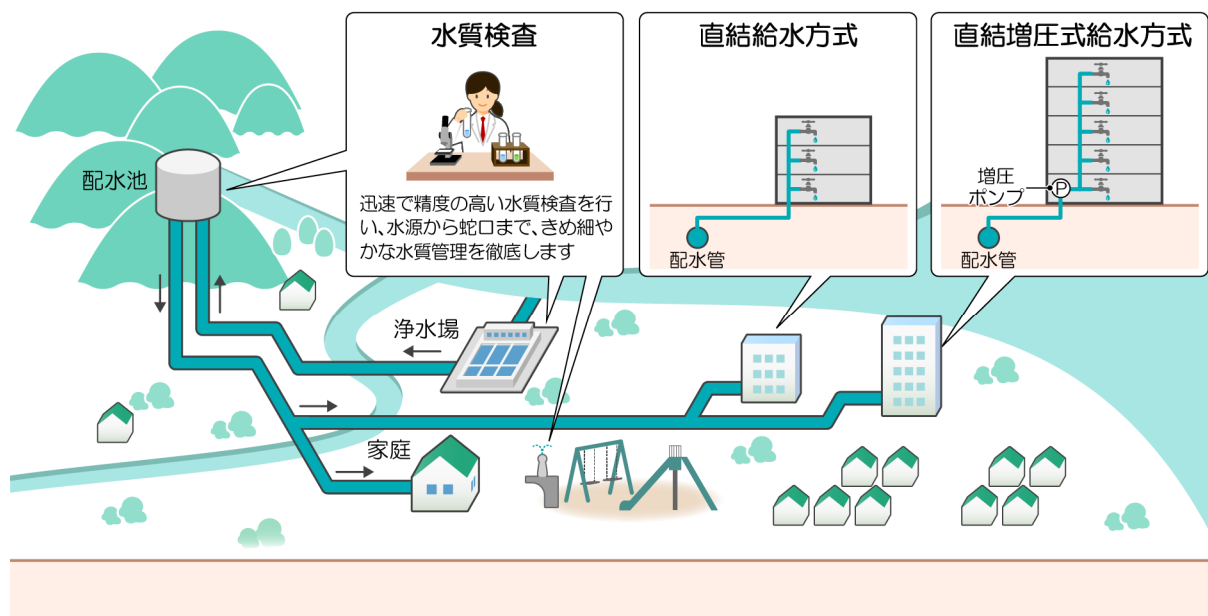 水質検査
迅速で精度の高い水質検査を行
い、水源から蛇口まで、きめ細や
かな水質管理を徹底します
直結給水方式
配水管
直結増圧式給水方式
増圧
ポンプ
P
配水管
配水池
浄水場
家庭